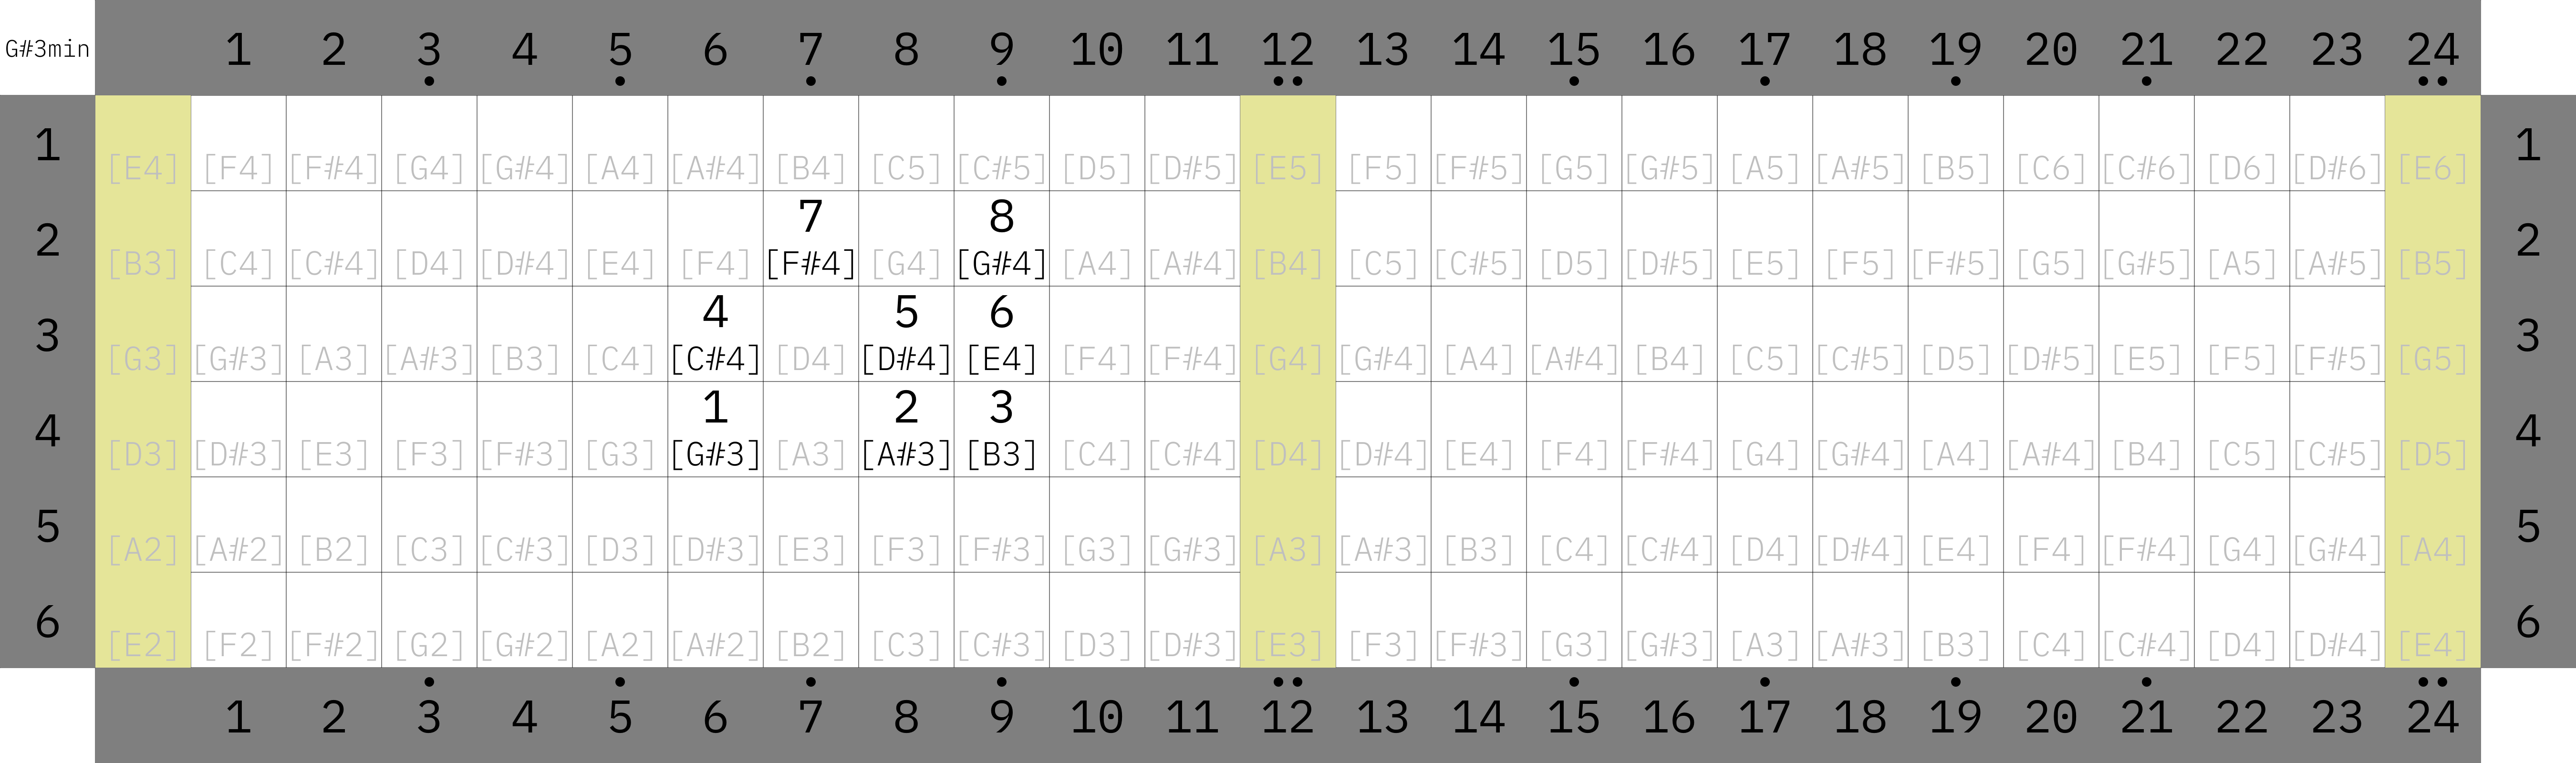 G#3min 1 2 3 4 5 6 7 8 9 10 11 12 13 14 15 16 17 18 19 20 21 22 23 24
1 [E4] [F4] [F#4] [G4] [G#4] [A4] [A#4] [B4] [C5] [C#5] [D5] [D#5] [E5] [F5] [F#5] [G5] [G#5] [A5] [A#5] [B5] [C6] [C#6] [D6] [D#6] [E6] 1
7 8
2 [B3] [C4] [C#4] [D4] [D#4] [E4] [F4] [F#4] [G4] [G#4] [A4] [A#4] [B4] [C5] [C#5] [D5] [D#5] [E5] [F5] [F#5] [G5] [G#5] [A5] [A#5] [B5] 2
4 5 6
3 [G3] [G#3] [A3] [A#3] [B3] [C4] [C#4] [D4] [D#4] [E4] [F4] [F#4] [G4] [G#4] [A4] [A#4] [B4] [C5] [C#5] [D5] [D#5] [E5] [F5] [F#5] [G5] 3
1 2 3
4 [D3] [D#3] [E3] [F3] [F#3] [G3] [G#3] [A3] [A#3] [B3] [C4] [C#4] [D4] [D#4] [E4] [F4] [F#4] [G4] [G#4] [A4] [A#4] [B4] [C5] [C#5] [D5] 4
5 [A2] [A#2] [B2] [C3] [C#3] [D3] [D#3] [E3] [F3] [F#3] [G3] [G#3] [A3] [A#3] [B3] [C4] [C#4] [D4] [D#4] [E4] [F4] [F#4] [G4] [G#4] [A4] 5
6 [E2] [F2] [F#2] [G2] [G#2] [A2] [A#2] [B2] [C3] [C#3] [D3] [D#3] [E3] [F3] [F#3] [G3] [G#3] [A3] [A#3] [B3] [C4] [C#4] [D4] [D#4] [E4] 6
1 2 3 4 5 6 7 8 9 10 11 12 13 14 15 16 17 18 19 20 21 22 23 24